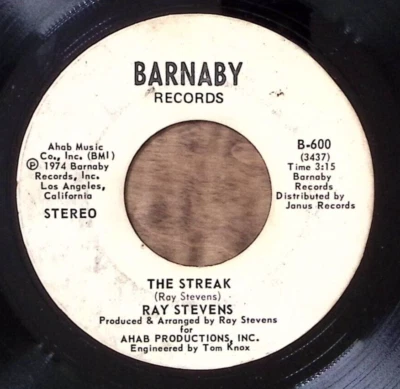 BARNABY
RECORDS
Ahab Music
Co., Inc. (BMI)
℗ 1974 Barnaby
Records, Inc.
Los Angeles,
California
STEREO
B-600
(3437)
Time 3:15
Barnaby
Records
Distributed by
Janus Records
THE STREAK
(Ray Stevens)
RAY STEVENS
Produced & Arranged by Ray Stevens
for
AHAB PRODUCTIONS, INC.
Engineered by Tom Knox